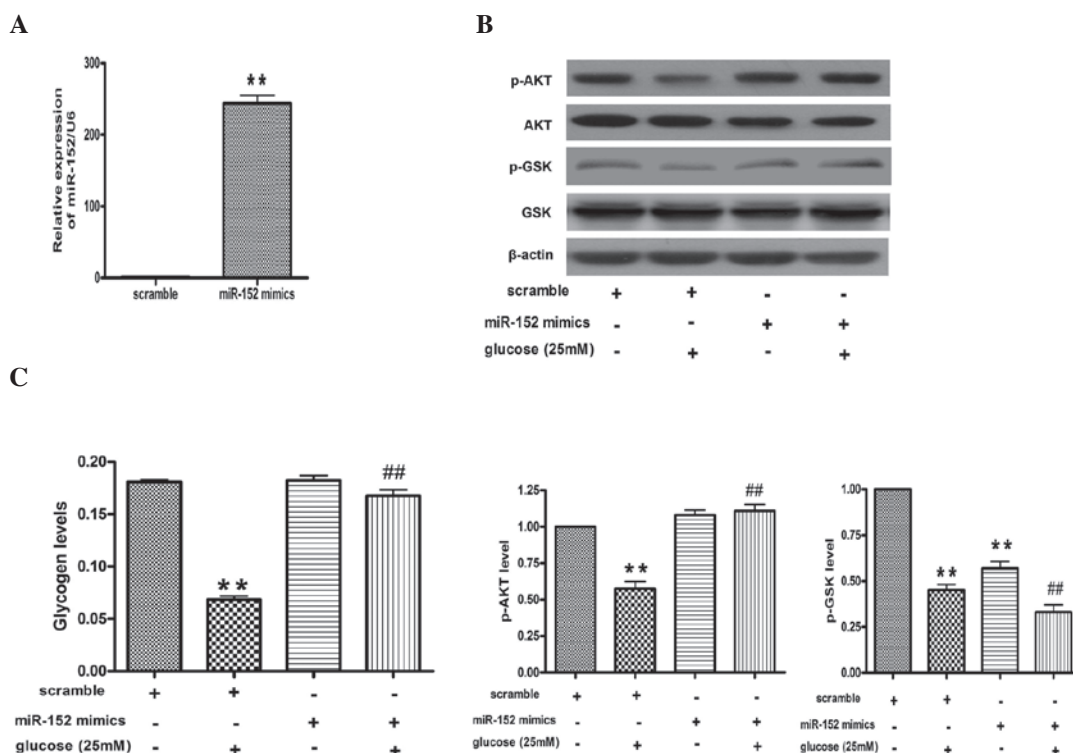 A
300
200
100
0
Relative expression
of miR-152/U6
**
scramble miR-152 mimics
B
p-AKT
AKT
p-GSK
GSK
β-actin
scramble + + - -
miR-152 mimics - - + +
glucose (25mM) - + - +
C
0.20
0.15
0.10
0.05
0.00
Glycogen levels
**
##
scramble + + - -
miR-152 mimics - - + +
glucose (25mM) - + - +
1.25
1.00
0.75
0.50
0.25
0.00
p-AKT level
**
##
scramble + + - -
miR-152 mimics - - + +
glucose (25mM) - + - +
1.00
0.75
0.50
0.25
0.00
p-GSK level
**
**
##
scramble + + - -
miR-152 mimics - - + +
glucose (25mM) - + - +